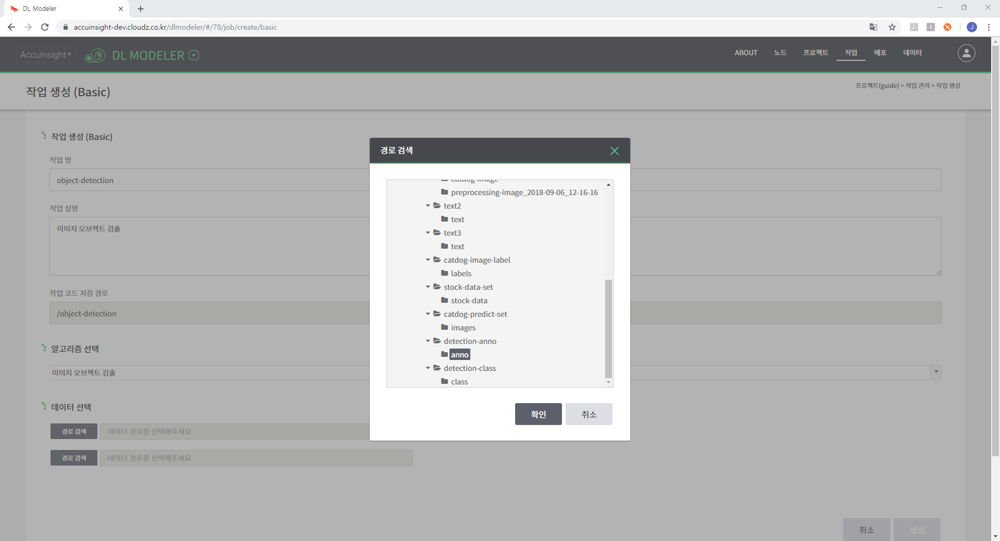 DL Modeler
accuinsight-dev.cloudz.co.kr/dlmodeler/#/78/job/create/basic
J
AccuInsight+
DL MODELER
ABOUT
노드
프로젝트
작업
배포
데이터
작업 생성 (Basic)
프로젝트(guide) > 작업 관리 > 작업 생성
작업 생성 (Basic)
작업 명
object-detection
작업 설명
이미지 오브젝트 검출
작업 코드 저장 경로
/object-detection
알고리즘 선택
이미지 오브젝트 검출
데이터 선택
경로 검색
데이터 경로를 선택해주세요
경로 검색
데이터 경로를 선택해주세요
취소
생성
경로 검색
catdog-image
preprocessing-image_2018-09-06_12-16-16
text2
text
text3
text
catdog-image-label
labels
stock-data-set
stock-data
catdog-predict-set
images
detection-anno
anno
detection-class
class
확인
취소